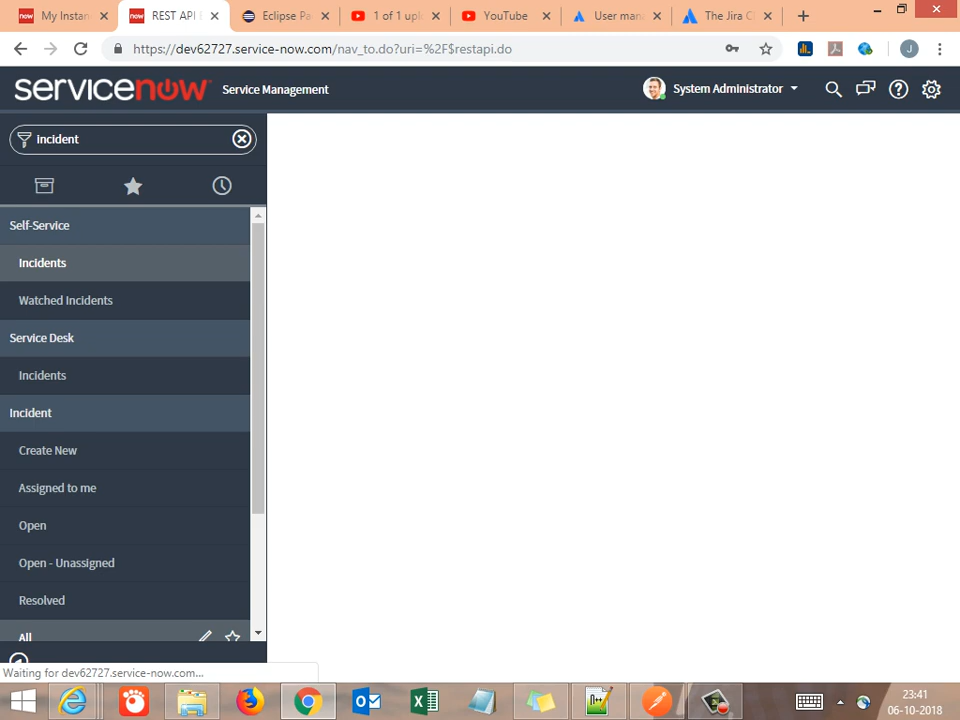 My Instan
REST API E
Eclipse Pa
1 of 1 uplo
YouTube
User man
The Jira C
https://dev62727.service-now.com/nav_to.do?uri=%2F$restapi.do
J
servicenow
Service Management
System Administrator
incident
Self-Service
Incidents
Watched Incidents
Service Desk
Incidents
Incident
Create New
Assigned to me
Open
Open - Unassigned
Resolved
All
Waiting for dev62727.service-now.com...
23:41
06-10-2018